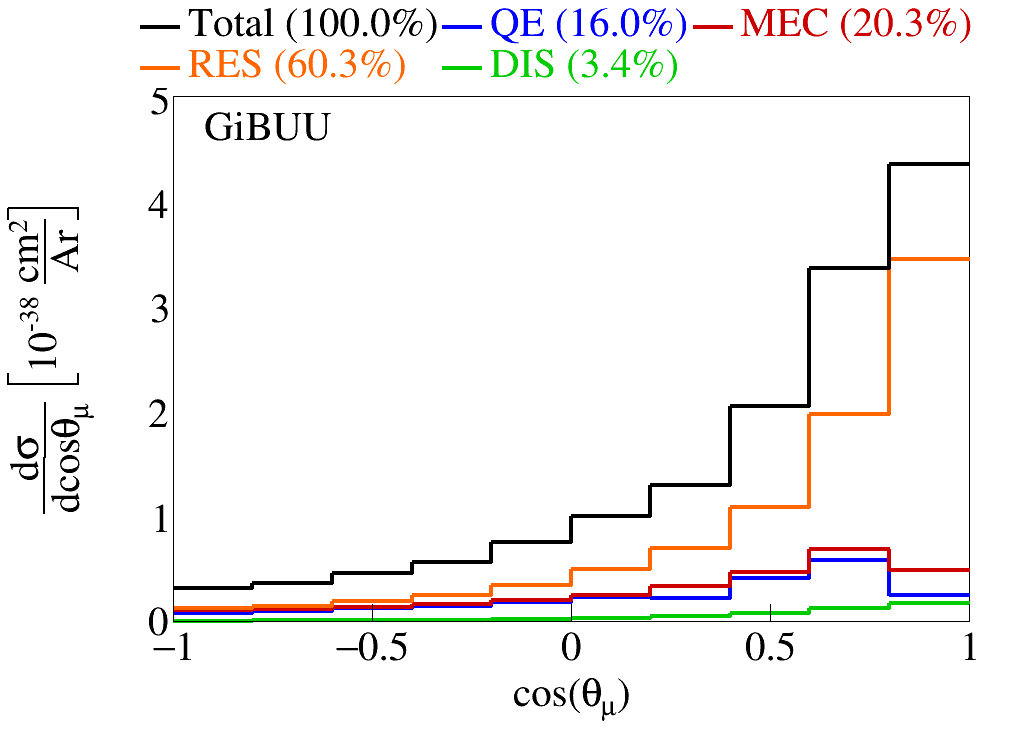 Total (100.0%) QE (16.0%) MEC (20.3%)
RES (60.3%) DIS (3.4%)
GiBUU
5
4
3
2
1
0
−1 −0.5 0 0.5 1
cos(θμ)
dσ/dcosθμ [10⁻³⁸ cm²/Ar]